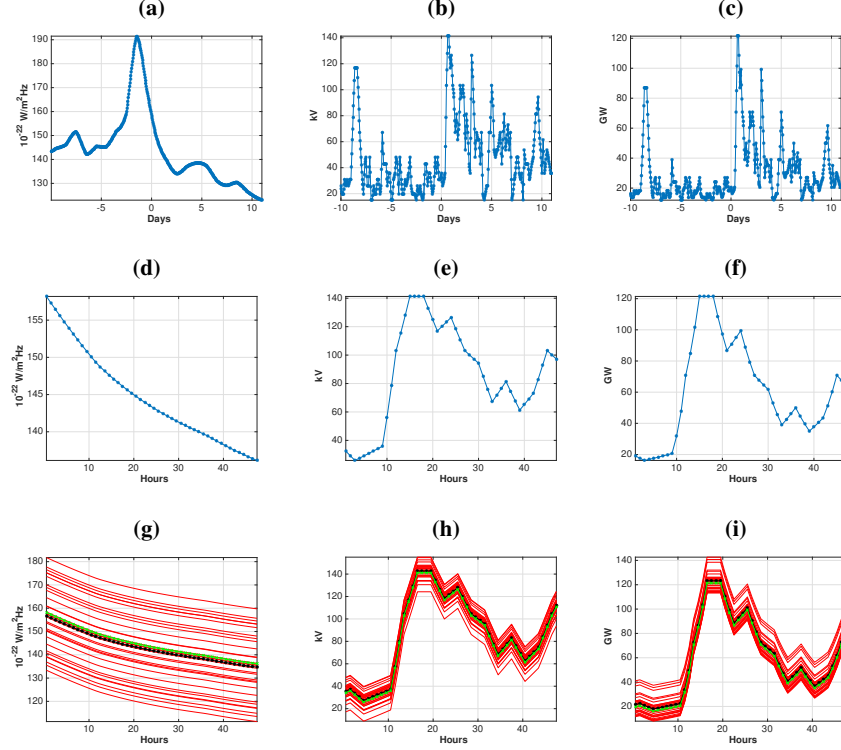 (a) (b) (c)
190
180
170
160
150
140
130
10⁻²² W/m²Hz
-5 0 5 10
Days
140
120
100
80
60
40
20
kV
-10 -5 0 5 10
Days
120
100
80
60
40
20
GW
-10 -5 0 5 10
Days
(d) (e) (f)
155
150
145
140
10⁻²² W/m²Hz
10 20 30 40
Hours
140
120
100
80
60
40
kV
10 20 30 40
Hours
120
100
80
60
40
20
GW
10 20 30 40
Hours
(g) (h) (i)
180
170
160
150
140
130
120
10⁻²² W/m²Hz
10 20 30 40
Hours
140
120
100
80
60
40
20
kV
0 10 20 30 40
Hours
140
120
100
80
60
40
20
GW
0 10 20 30 40
Hours